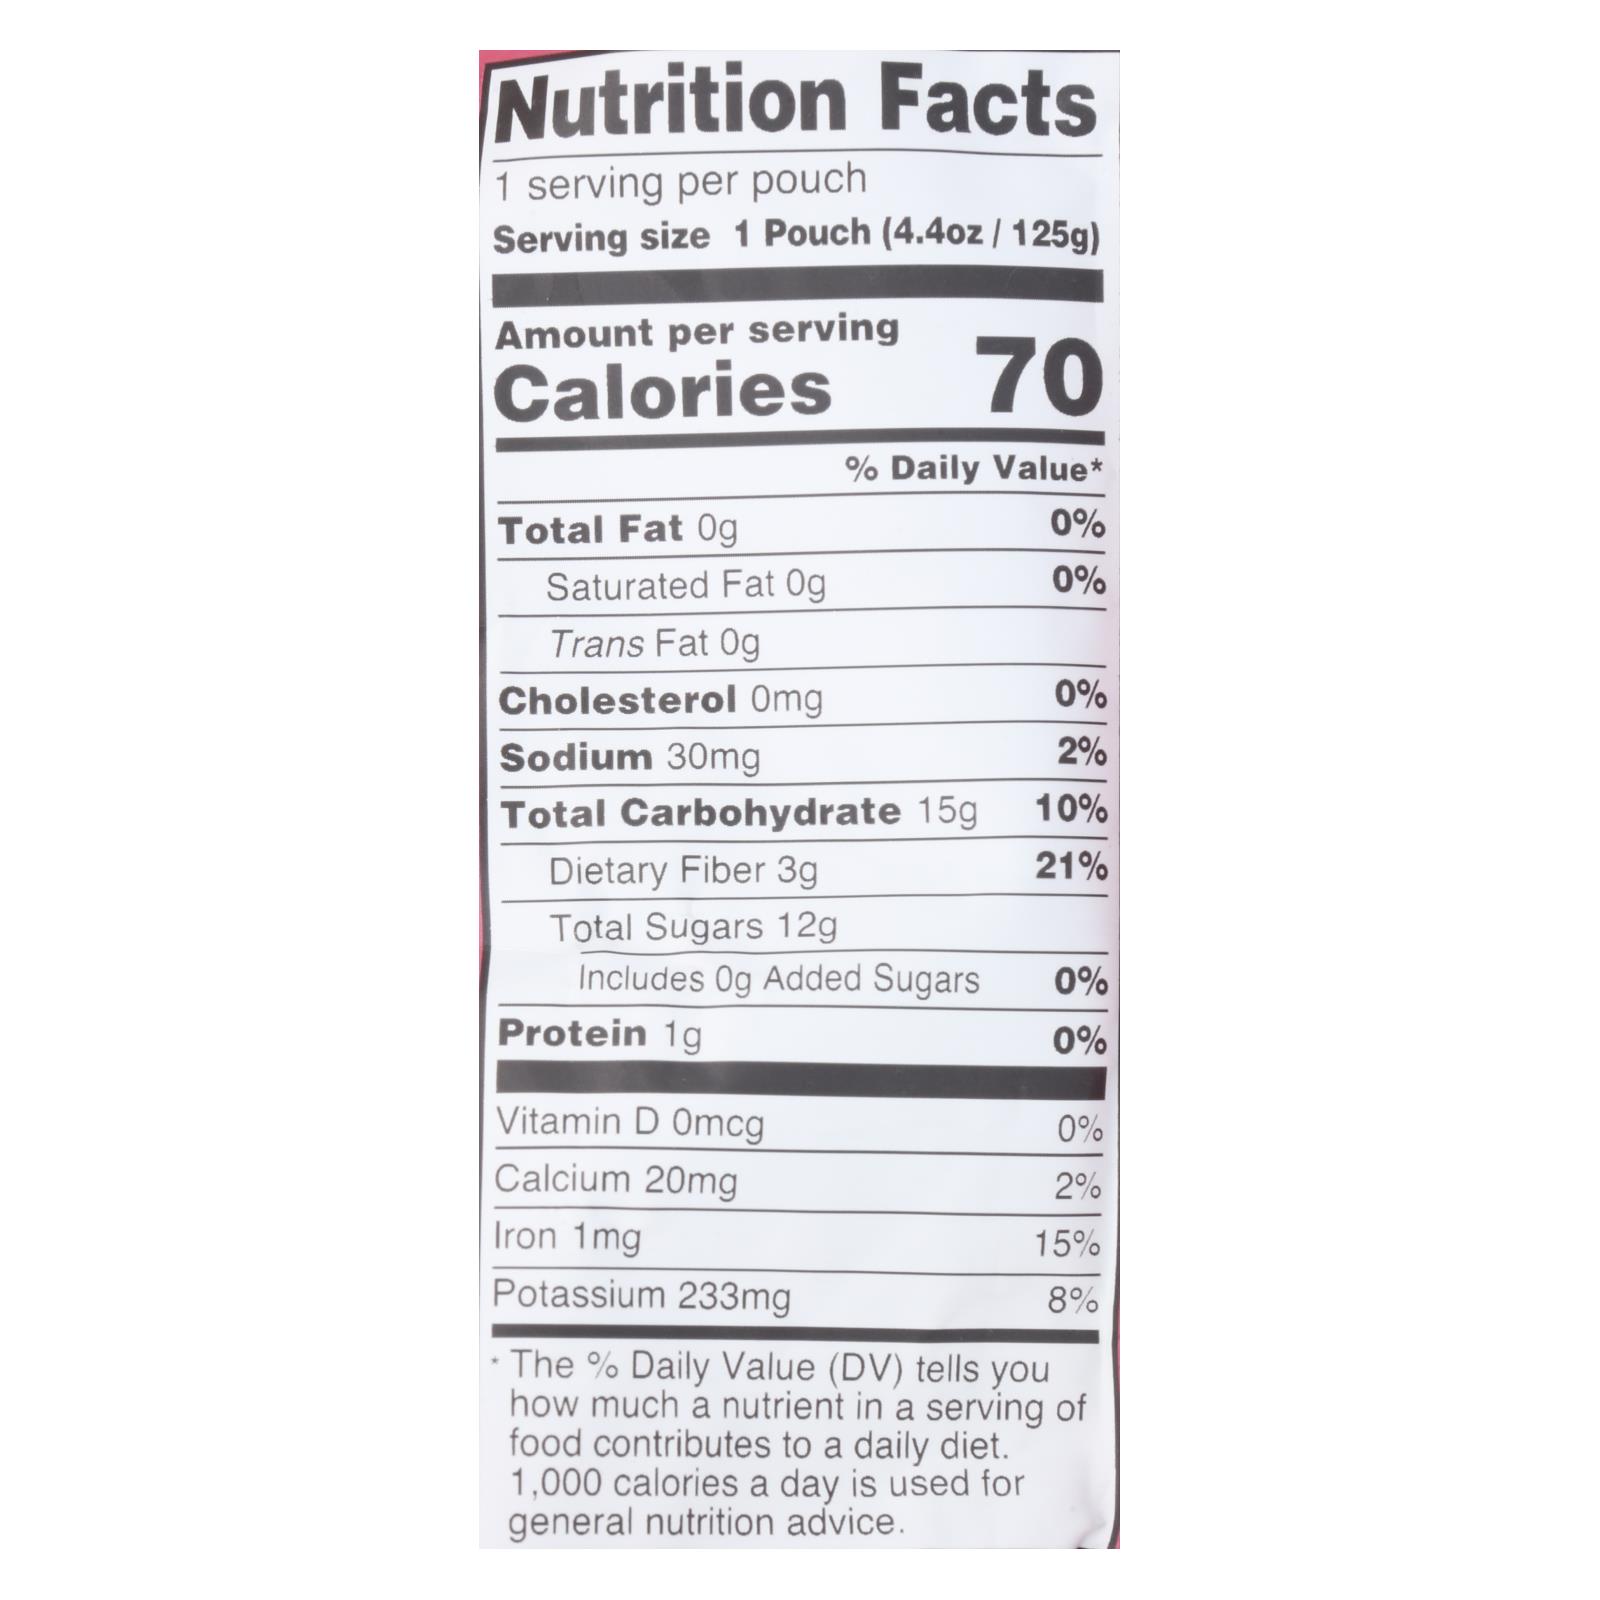 Nutrition Facts
1 serving per pouch
Serving size 1 Pouch (4.4oz / 125g)
Amount per serving
Calories 70
% Daily Value*
Total Fat 0g 0%
Saturated Fat 0g 0%
Trans Fat 0g
Cholesterol 0mg 0%
Sodium 30mg 2%
Total Carbohydrate 15g 10%
Dietary Fiber 3g 21%
Total Sugars 12g
Includes 0g Added Sugars 0%
Protein 1g 0%
Vitamin D 0mcg 0%
Calcium 20mg 2%
Iron 1mg 15%
Potassium 233mg 8%
* The % Daily Value (DV) tells you
how much a nutrient in a serving of
food contributes to a daily diet.
1,000 calories a day is used for
general nutrition advice.